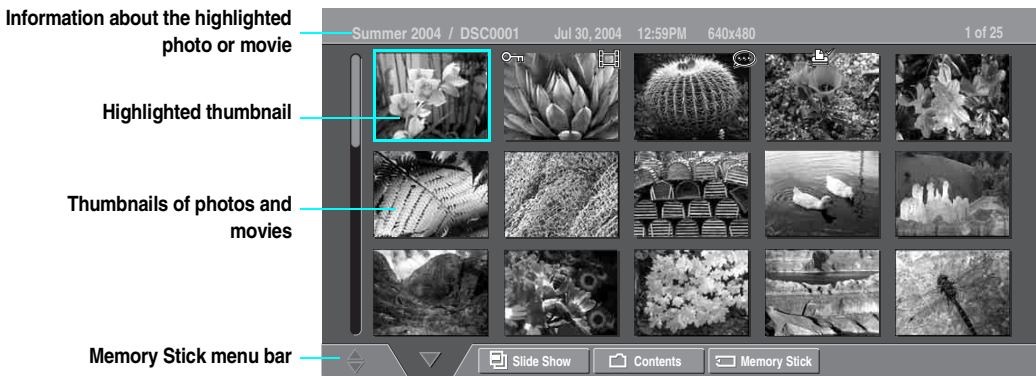 Information about the highlighted
photo or movie
Summer 2004 / DSC0001 Jul 30, 2004 12:59PM 640x480 1 of 25
Highlighted thumbnail
Thumbnails of photos and
movies
Memory Stick menu bar
Slide Show Contents Memory Stick